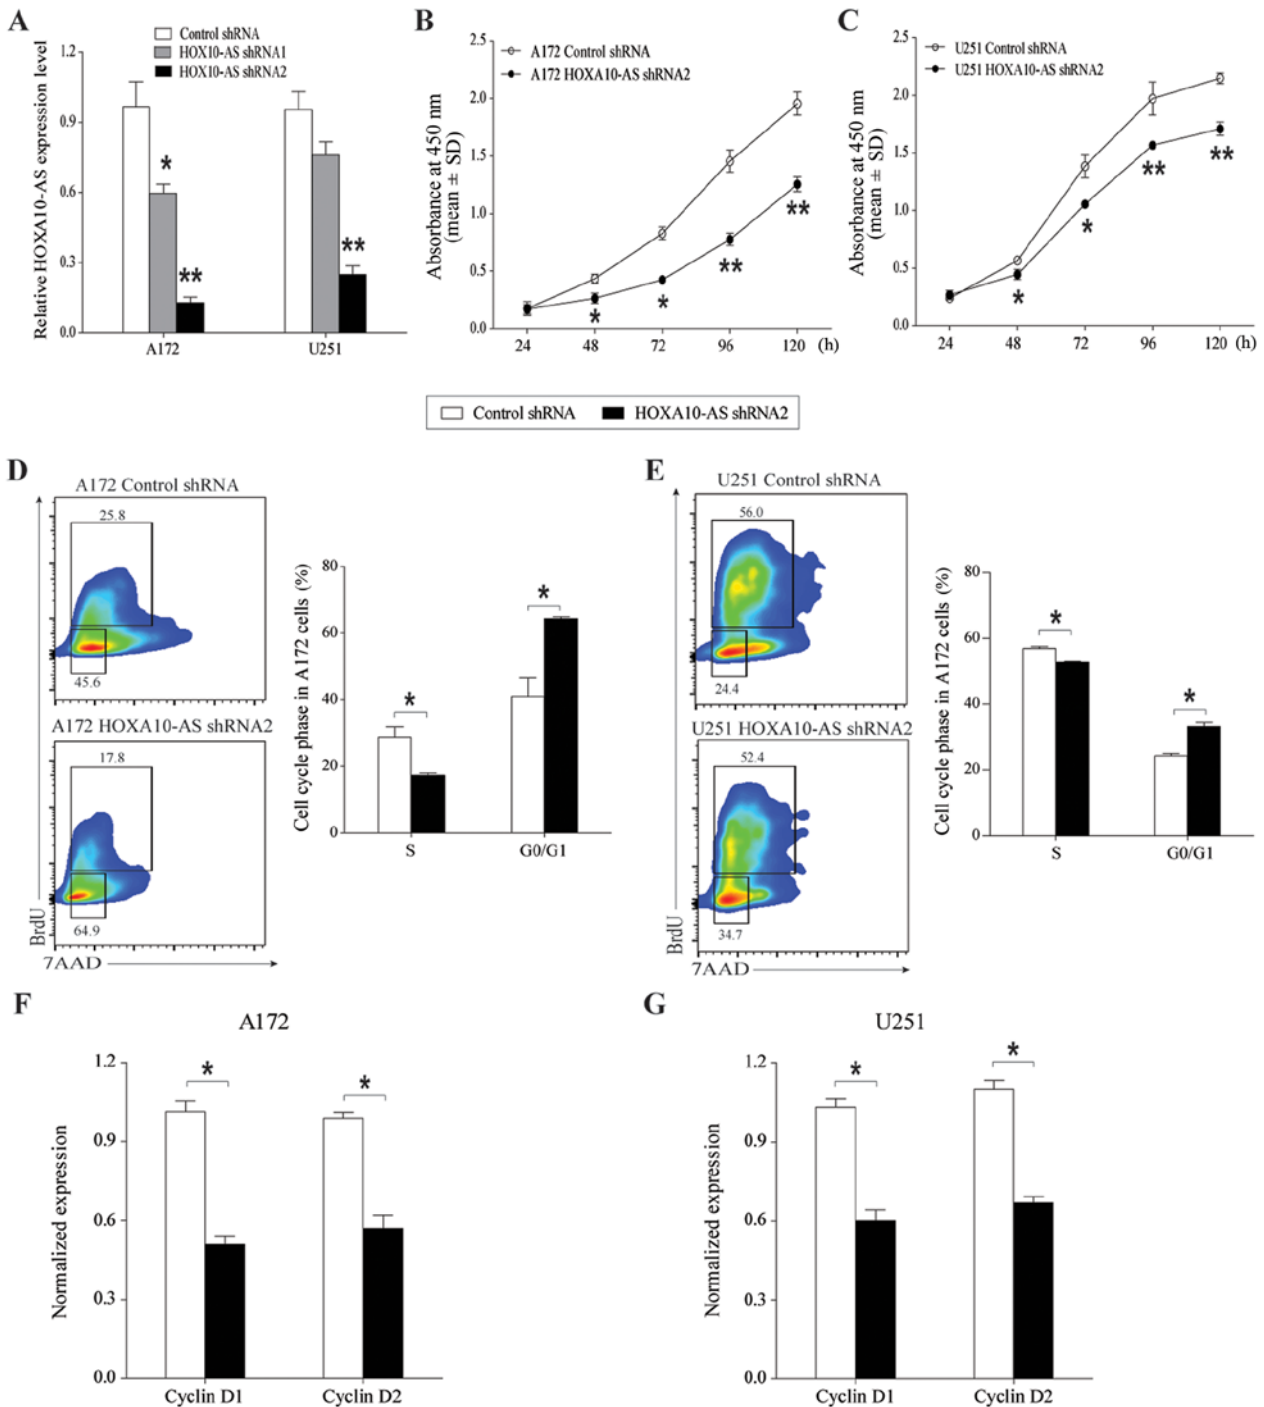 A
Control shRNA
HOX10-AS shRNA1
HOX10-AS shRNA2
Relative HOXA10-AS expression level
1.2
0.9
0.6
0.3
0.0
*
**
**
A172
U251
B
A172 Control shRNA
A172 HOXA10-AS shRNA2
Absorbance at 450 nm
(mean ± SD)
2.5
2.0
1.5
1.0
0.5
0.0
*
*
**
**
24
48
72
96
120
(h)
C
U251 Control shRNA
U251 HOXA10-AS shRNA2
Absorbance at 450 nm
(mean ± SD)
2.5
2.0
1.5
1.0
0.5
0.0
*
*
**
**
24
48
72
96
120
(h)
Control shRNA
HOXA10-AS shRNA2
D
A172 Control shRNA
25.8
45.6
A172 HOXA10-AS shRNA2
17.8
64.9
BrdU
7AAD
Cell cycle phase in A172 cells (%)
80
60
40
20
0
*
*
S
G0/G1
E
U251 Control shRNA
56.0
24.4
U251 HOXA10-AS shRNA2
52.4
34.7
BrdU
7AAD
Cell cycle phase in A172 cells (%)
80
60
40
20
0
*
*
S
G0/G1
F
A172
Normalized expression
1.2
0.9
0.6
0.3
0.0
*
*
Cyclin D1
Cyclin D2
G
U251
Normalized expression
1.2
0.9
0.6
0.3
0.0
*
*
Cyclin D1
Cyclin D2